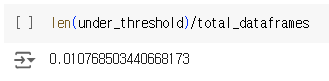 [ ] len(under_threshold)/total_dataframes
0.010768503440668173